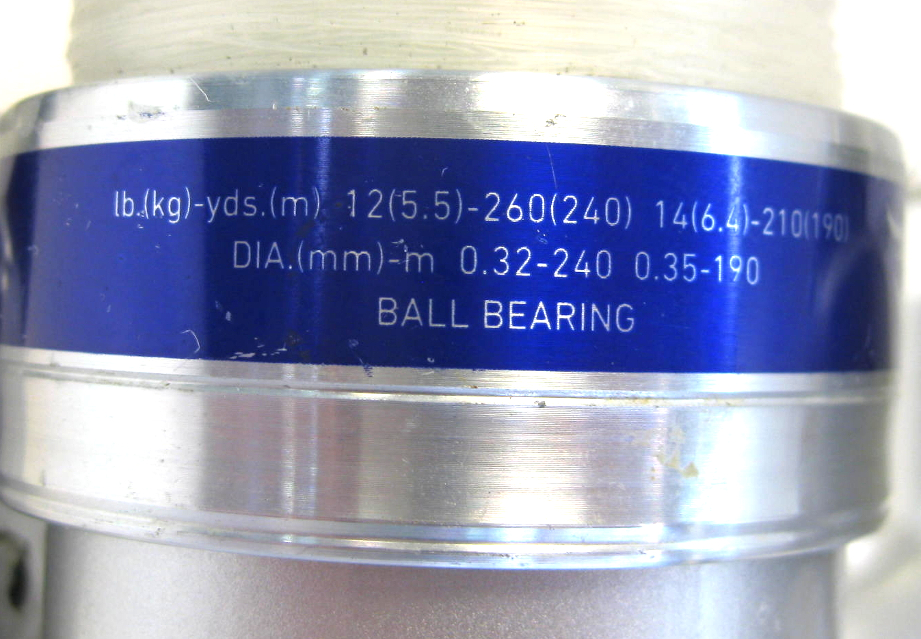 lb.(kg)-yds.(m) 12(5.5)-260(240) 14(6.4)-210(190)
DIA.(mm)-m 0.32-240 0.35-190
BALL BEARING